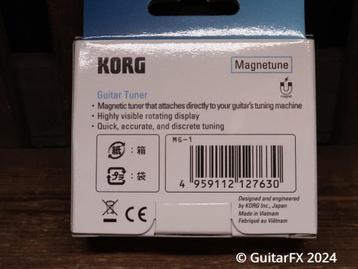 KORG
Magnetune
magnet
Guitar Tuner
• Magnetic tuner that attaches directly to your guitar's tuning machine
• Highly visible rotating display
• Quick, accurate, and discrete tuning
MG-1
紙 : 箱
プラ : 袋
4 959112 127630
CE
Designed and engineered
by KORG Inc., Japan
Made in Vietnam
Fabriqué au Viêtnam
© GuitarFX 2024